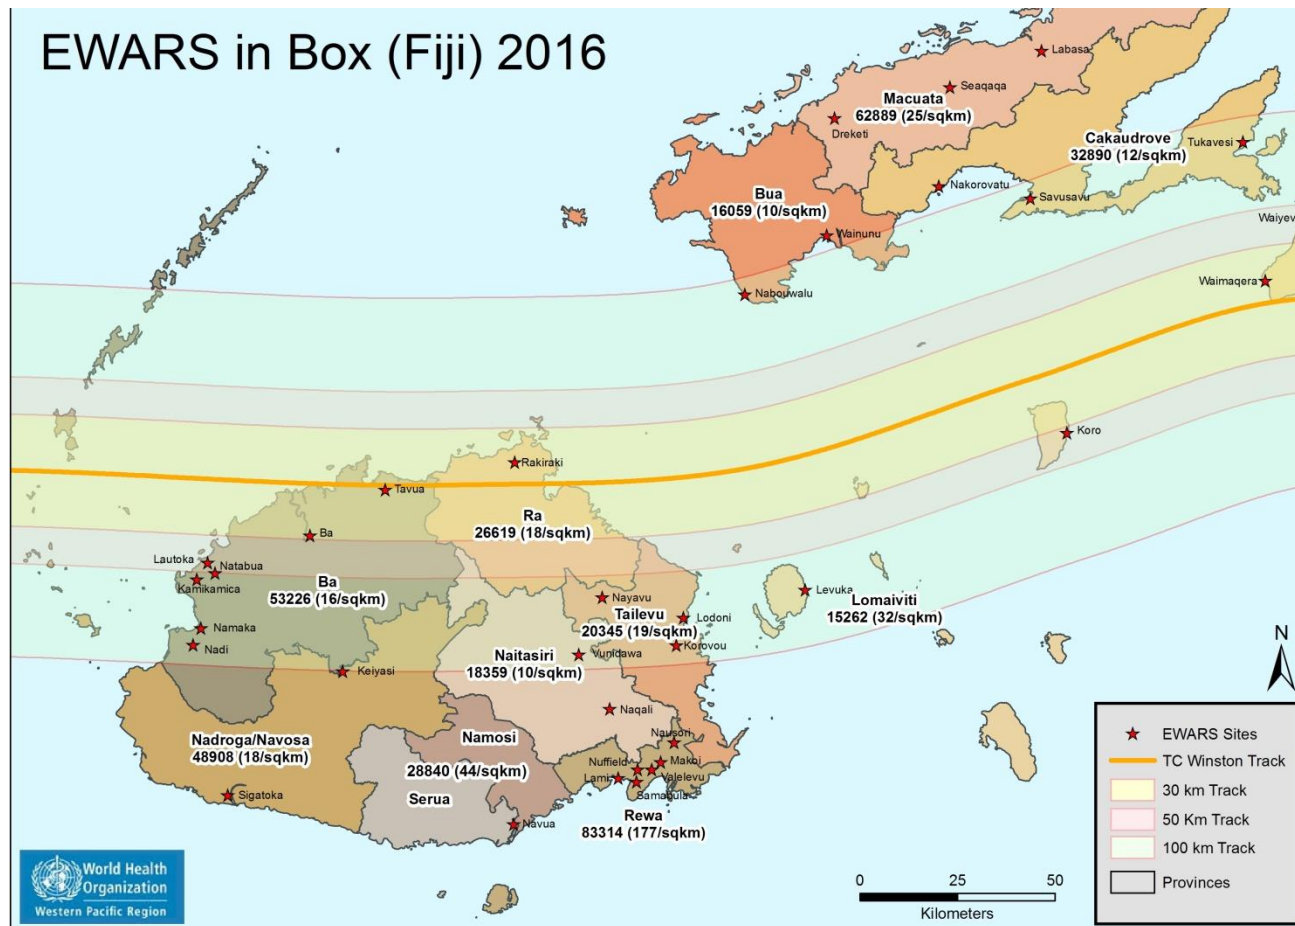 EWARS in Box (Fiji) 2016
Labasa
Seaqaqa
Macuata
62889 (25/sqkm)
Dreketi
Cakaudrove
Tukavesi
32890 (12/sqkm)
Bua
16059 (10/sqkm)
Nakorovatu
Savusavu
Waiyev
Wainunu
Nabouwalu
Waimaqera
Koro
Rakiraki
Tavua
Ra
26619 (18/sqkm)
Ba
Lautoka
Natabua
Kamikamica
Ba
53226 (16/sqkm)
Nayavu
Levuka
Lomaiviti
15262 (32/sqkm)
Tailevu
Lodoni
20345 (19/sqkm)
Namaka
Nadi
Korovou
Naitasiri
Vunidawa
18359 (10/sqkm)
Keiyasi
N
Naqali
Nadroga/Navosa
48908 (18/sqkm)
Namosi
Nausori
28840 (44/sqkm)
Nuffield
Makoi
Lami
Valelevu
Samabula
Sigatoka
Serua
Navua
Rewa
83314 (177/sqkm)
EWARS Sites
TC Winston Track
30 km Track
50 Km Track
100 km Track
Provinces
World Health
Organization
Western Pacific Region
0 25 50
Kilometers